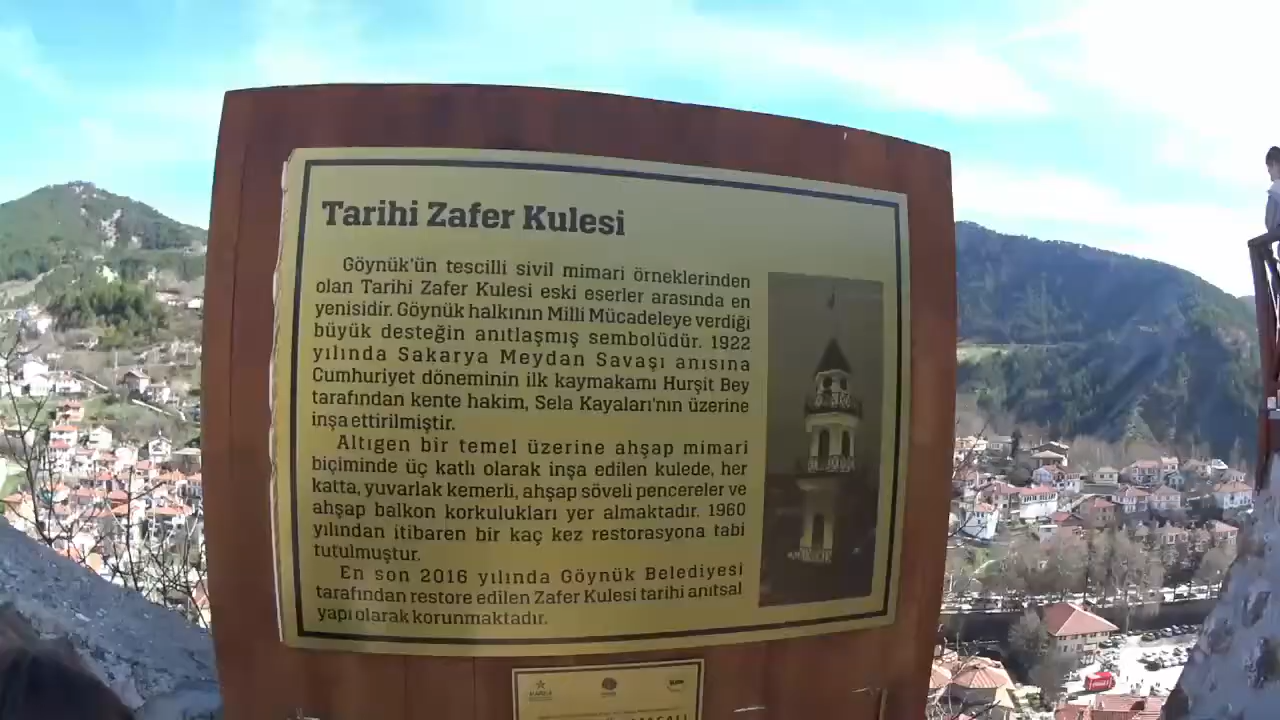 Tarihi Zafer Kulesi
Göynük'ün tescilli sivil mimari örneklerinden
olan Tarihi Zafer Kulesi eski eserler arasında en
yenisidir. Göynük halkının Milli Mücadeleye verdiği
büyük desteğin anıtlaşmış sembolüdür. 1922
yılında Sakarya Meydan Savaşı anısına
Cumhuriyet döneminin ilk kaymakamı Hurşit Bey
tarafından kente hakim, Sela Kayaları'nın üzerine
inşa ettirilmiştir.
Altıgen bir temel üzerine ahşap mimari
biçiminde üç katlı olarak inşa edilen kulede, her
katta, yuvarlak kemerli, ahşap söveli pencereler ve
ahşap balkon korkulukları yer almaktadır. 1960
yılından itibaren bir kaç kez restorasyona tabi
tutulmuştur.
En son 2016 yılında Göynük Belediyesi
tarafından restore edilen Zafer Kulesi tarihi anıtsal
yapı olarak korunmaktadır.